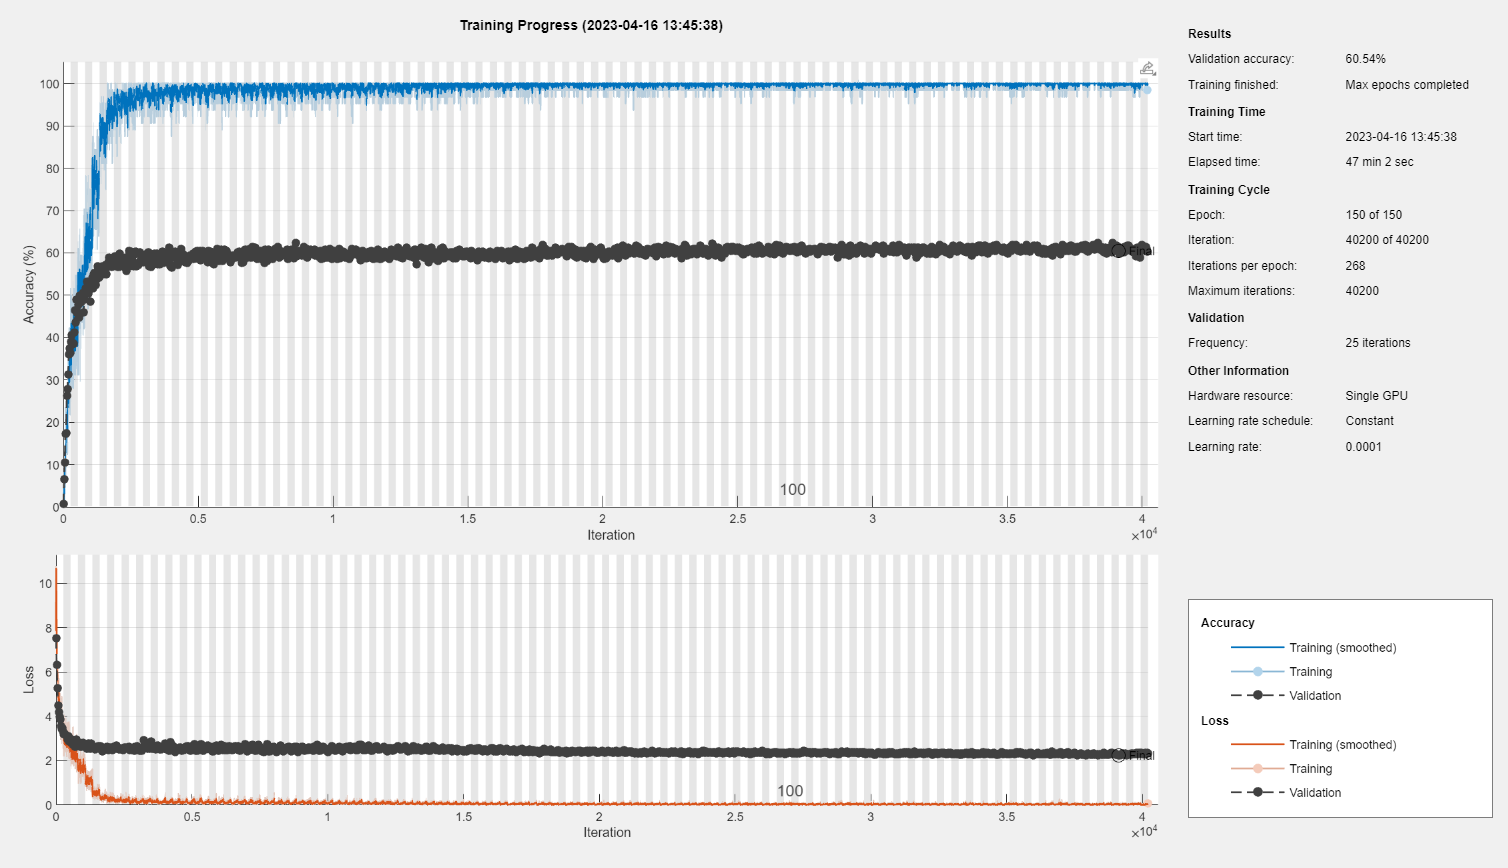 Training Progress (2023-04-16 13:45:38)
Accuracy (%)
100
90
80
70
60
50
40
30
20
10
0
Final
100
0 0.5 1 1.5 2 2.5 3 3.5 4
×10⁴
Iteration
Loss
10
8
6
4
2
0
Final
100
0 0.5 1 1.5 2 2.5 3 3.5 4
×10⁴
Iteration
Results
Validation accuracy: 60.54%
Training finished: Max epochs completed
Training Time
Start time: 2023-04-16 13:45:38
Elapsed time: 47 min 2 sec
Training Cycle
Epoch: 150 of 150
Iteration: 40200 of 40200
Iterations per epoch: 268
Maximum iterations: 40200
Validation
Frequency: 25 iterations
Other Information
Hardware resource: Single GPU
Learning rate schedule: Constant
Learning rate: 0.0001
Accuracy
Training (smoothed)
Training
Validation
Loss
Training (smoothed)
Training
Validation